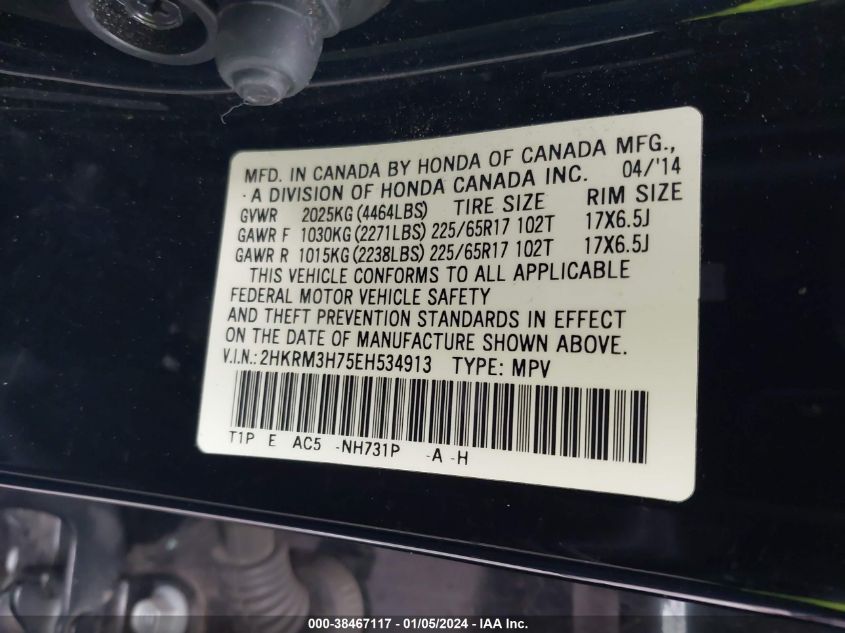 MFD. IN CANADA BY HONDA OF CANADA MFG.,
A DIVISION OF HONDA CANADA INC. 04/'14
GVWR 2025KG (4464LBS) TIRE SIZE RIM SIZE
GAWR F 1030KG (2271LBS) 225/65R17 102T 17X6.5J
GAWR R 1015KG (2238LBS) 225/65R17 102T 17X6.5J
THIS VEHICLE CONFORMS TO ALL APPLICABLE
FEDERAL MOTOR VEHICLE SAFETY
AND THEFT PREVENTION STANDARDS IN EFFECT
ON THE DATE OF MANUFACTURE SHOWN ABOVE.
V.I.N.: 2HKRM3H75EH534913 TYPE: MPV
T1P E AC5 -NH731P -A -H
000-38467117 - 01/05/2024 - IAA Inc.